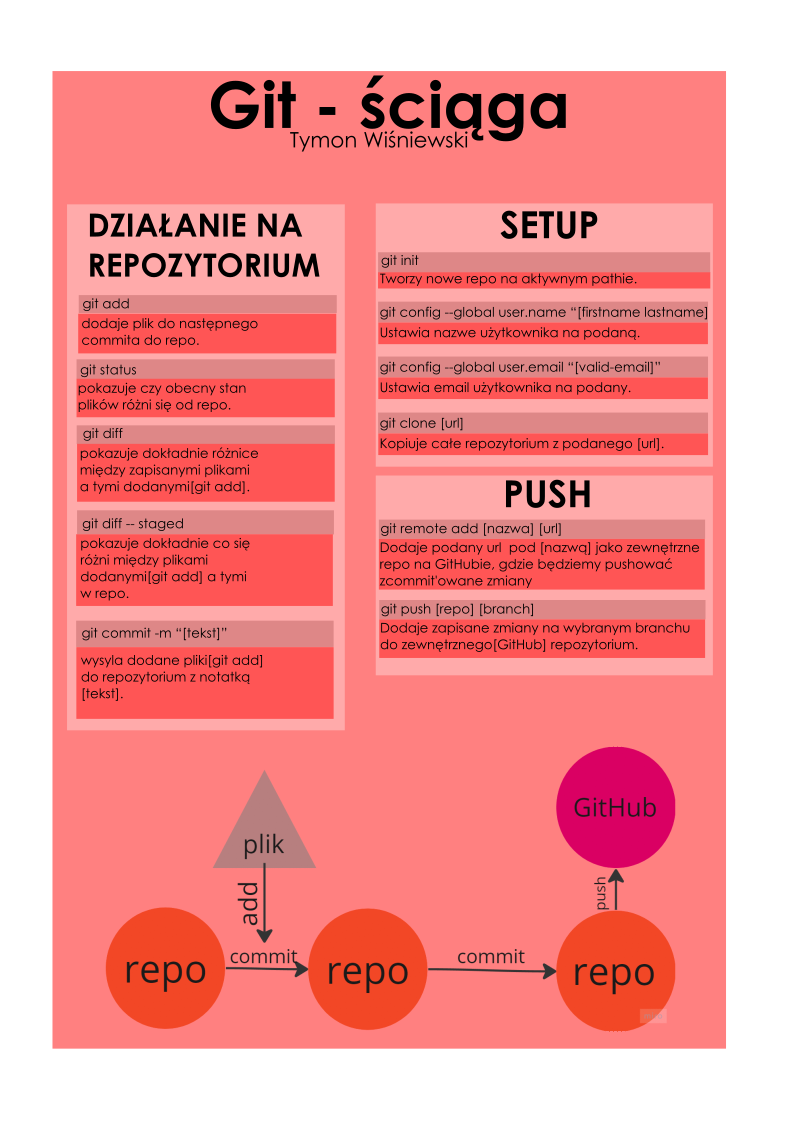 Git - ściąga
Tymon Wiśniewski
DZIAŁANIE NA
REPOZYTORIUM
git add
dodaje plik do następnego
commita do repo.
git status
pokazuje czy obecny stan
plików różni się od repo.
git diff
pokazuje dokładnie różnice
między zapisanymi plikami
a tymi dodanymi[git add].
git diff -- staged
pokazuje dokładnie co się
różni między plikami
dodanymi[git add] a tymi
w repo.
git commit -m “[tekst]”
wysyla dodane pliki[git add]
do repozytorium z notatką
[tekst].
SETUP
git init
Tworzy nowe repo na aktywnym pathie.
git config --global user.name “[firstname lastname]
Ustawia nazwe użytkownika na podaną.
git config --global user.email “[valid-email]”
Ustawia email użytkownika na podany.
git clone [url]
Kopiuje całe repozytorium z podanego [url].
PUSH
git remote add [nazwa] [url]
Dodaje podany url pod [nazwą] jako zewnętrzne
repo na GitHubie, gdzie będziemy pushować
zcommit'owane zmiany
git push [repo] [branch]
Dodaje zapisane zmiany na wybranym branchu
do zewnętrznego[GitHub] repozytorium.
plik
add
GitHub
push
repo
commit
repo
commit
repo